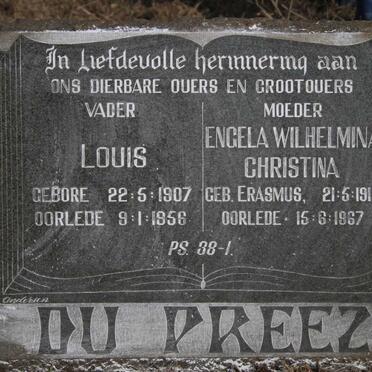 In Liefdevolle herinnering aan
ONS DIERBARE OUERS EN GROOTOUERS
VADER
LOUIS
GEBORE 22·5·1907
OORLEDE 9·1·1956
MOEDER
ENGELA WILHELMINA
CHRISTINA
GEB. ERASMUS, 21·5·191
OORLEDE · 15·6·1967
PS. 38-1.
DU PREEZ